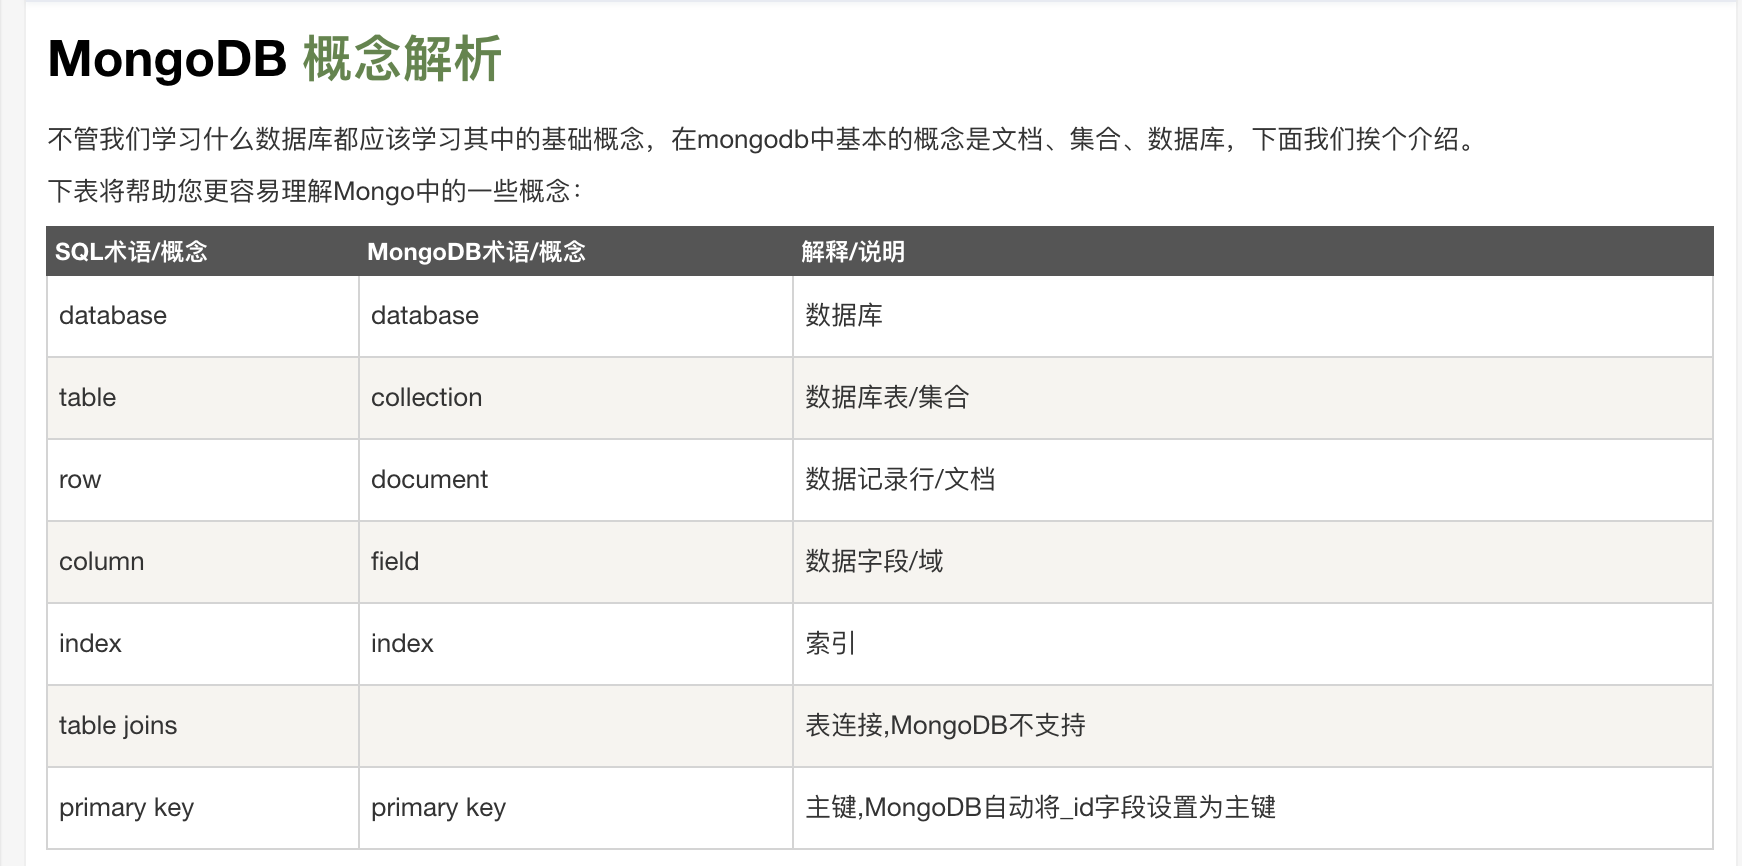 MongoDB 概念解析
不管我们学习什么数据库都应该学习其中的基础概念，在mongodb中基本的概念是文档、集合、数据库，下面我们挨个介绍。
下表将帮助您更容易理解Mongo中的一些概念：
SQL术语/概念 MongoDB术语/概念 解释/说明
database database 数据库
table collection 数据库表/集合
row document 数据记录行/文档
column field 数据字段/域
index index 索引
table joins 表连接,MongoDB不支持
primary key primary key 主键,MongoDB自动将_id字段设置为主键